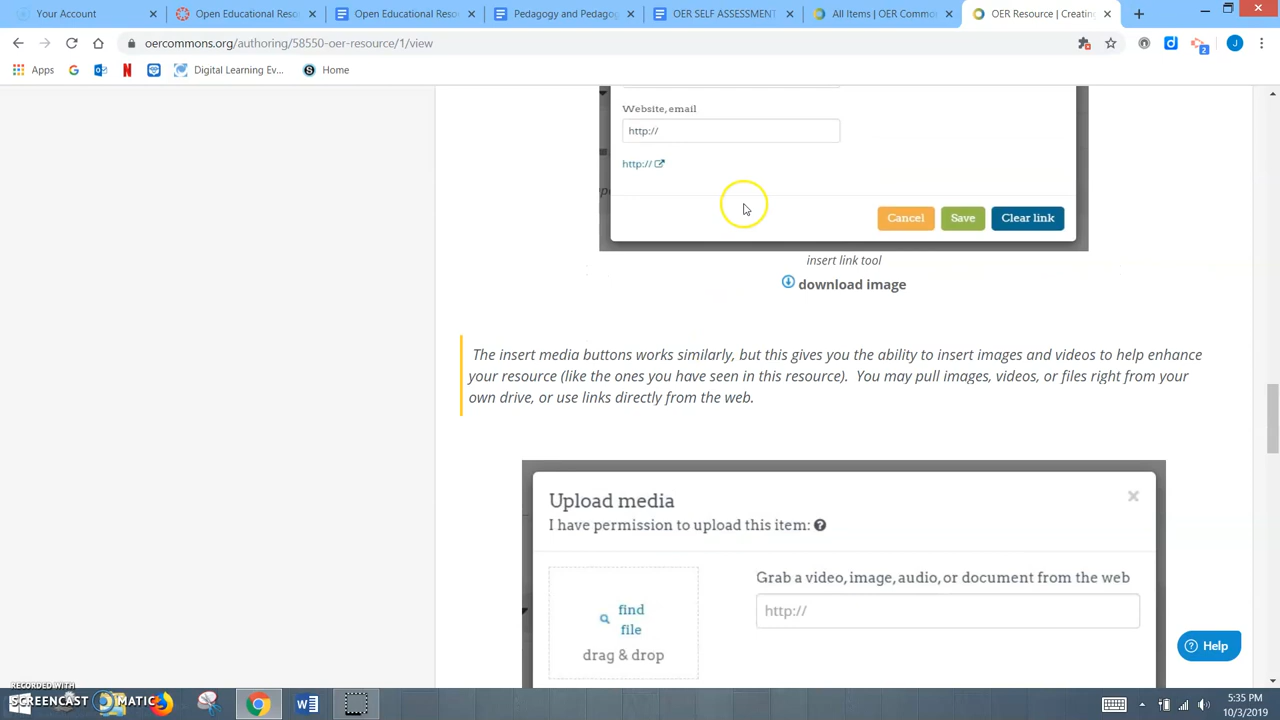 Your Account
Open Educational Reso
Open Educational Resou
Pedagogy and Pedagog
OER SELF ASSESSMENT
All Items | OER Commo
OER Resource | Creatin
oercommons.org/authoring/58550-oer-resource/1/view
Apps
Digital Learning Ev...
Home
Website, email
http://
http://
Cancel
Save
Clear link
insert link tool
download image
The insert media buttons works similarly, but this gives you the ability to insert images and videos to help enhance
your resource (like the ones you have seen in this resource). You may pull images, videos, or files right from your
own drive, or use links directly from the web.
Upload media
I have permission to upload this item:
Grab a video, image, audio, or document from the web
find
file
http://
drag & drop
Help
RECORDED WITH
SCREENCAST MATIC
5:35 PM
10/3/2019